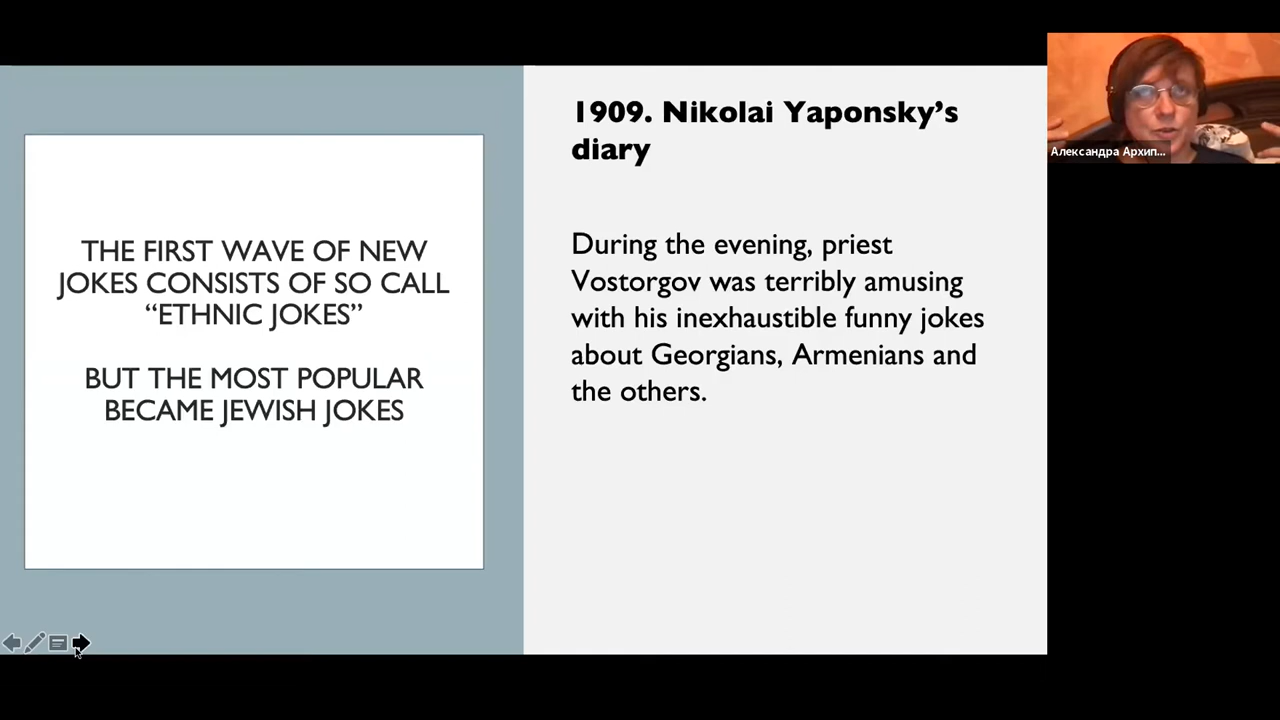 THE FIRST WAVE OF NEW
JOKES CONSISTS OF SO CALL
“ETHNIC JOKES”
BUT THE MOST POPULAR
BECAME JEWISH JOKES
1909. Nikolai Yaponsky’s
diary
During the evening, priest
Vostorgov was terribly amusing
with his inexhaustible funny jokes
about Georgians, Armenians and
the others.
Александра Архип...